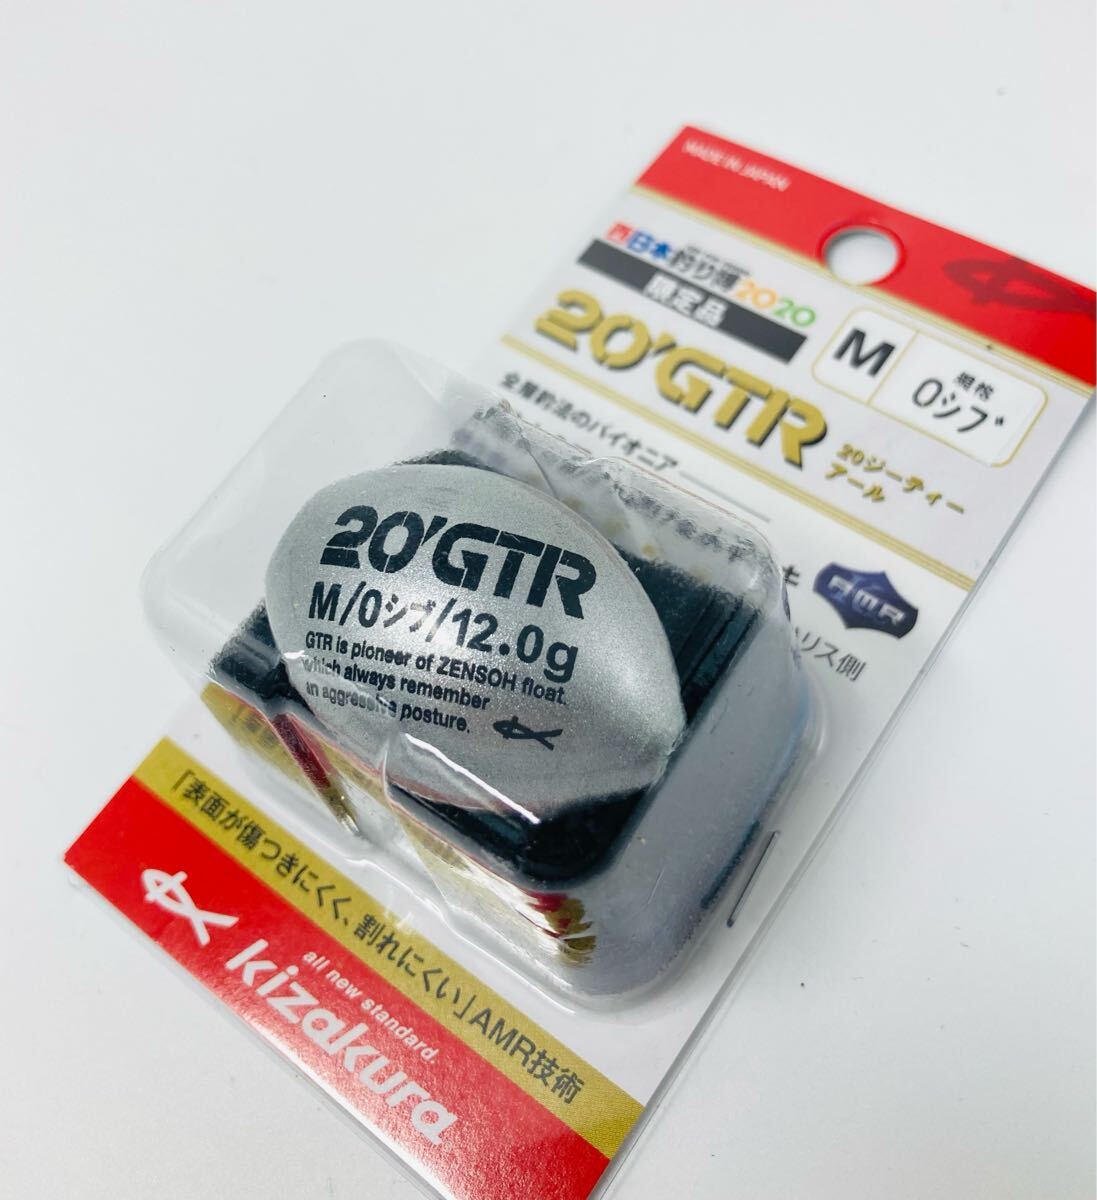 MADE IN JAPAN
西日本釣り博2020
限定品
20'GTR
M
規格
0シブ
20ジーティー
アール
全層釣法のパイオニア
AMR
ハリス側
20'GTR
M/0シブ/12.0g
GTR is pioneer of ZENSOH float.
which always remember
an aggressive posture.
「表面が傷つきにくく、割れにくい」AMR技術
all new standard.
kizakura